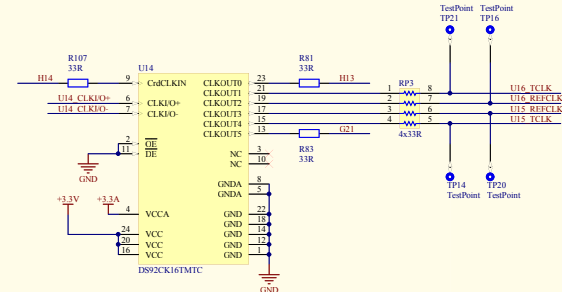 TestPoint TestPoint
TP21 TP16
R107 U14 R81
33R 33R
H14 9 CrdCLKIN CLKOUT0 23 H13
CLKOUT1 21 RP3 1 8 U16_TCLK
U14_CLKI/O+ 6 CLKI/O+ CLKOUT2 19 2 7 U16_REFCLK
U14_CLKI/O- 7 CLKI/O- CLKOUT3 17 3 6 U15_REFCLK
CLKOUT4 15 4 5 U15_TCLK
CLKOUT5 13 G21 4x33R
2 OE
11 DE NC 3 R83
GND NC 10 33R
TP14 TP20
TestPoint TestPoint
GNDA 8
GNDA 5
+3.3V +3.3A
4 VCCA GND 22
GND 18
24 VCC GND 14
20 VCC GND 12
16 VCC GND 1
DS92CK16TMTC
GND